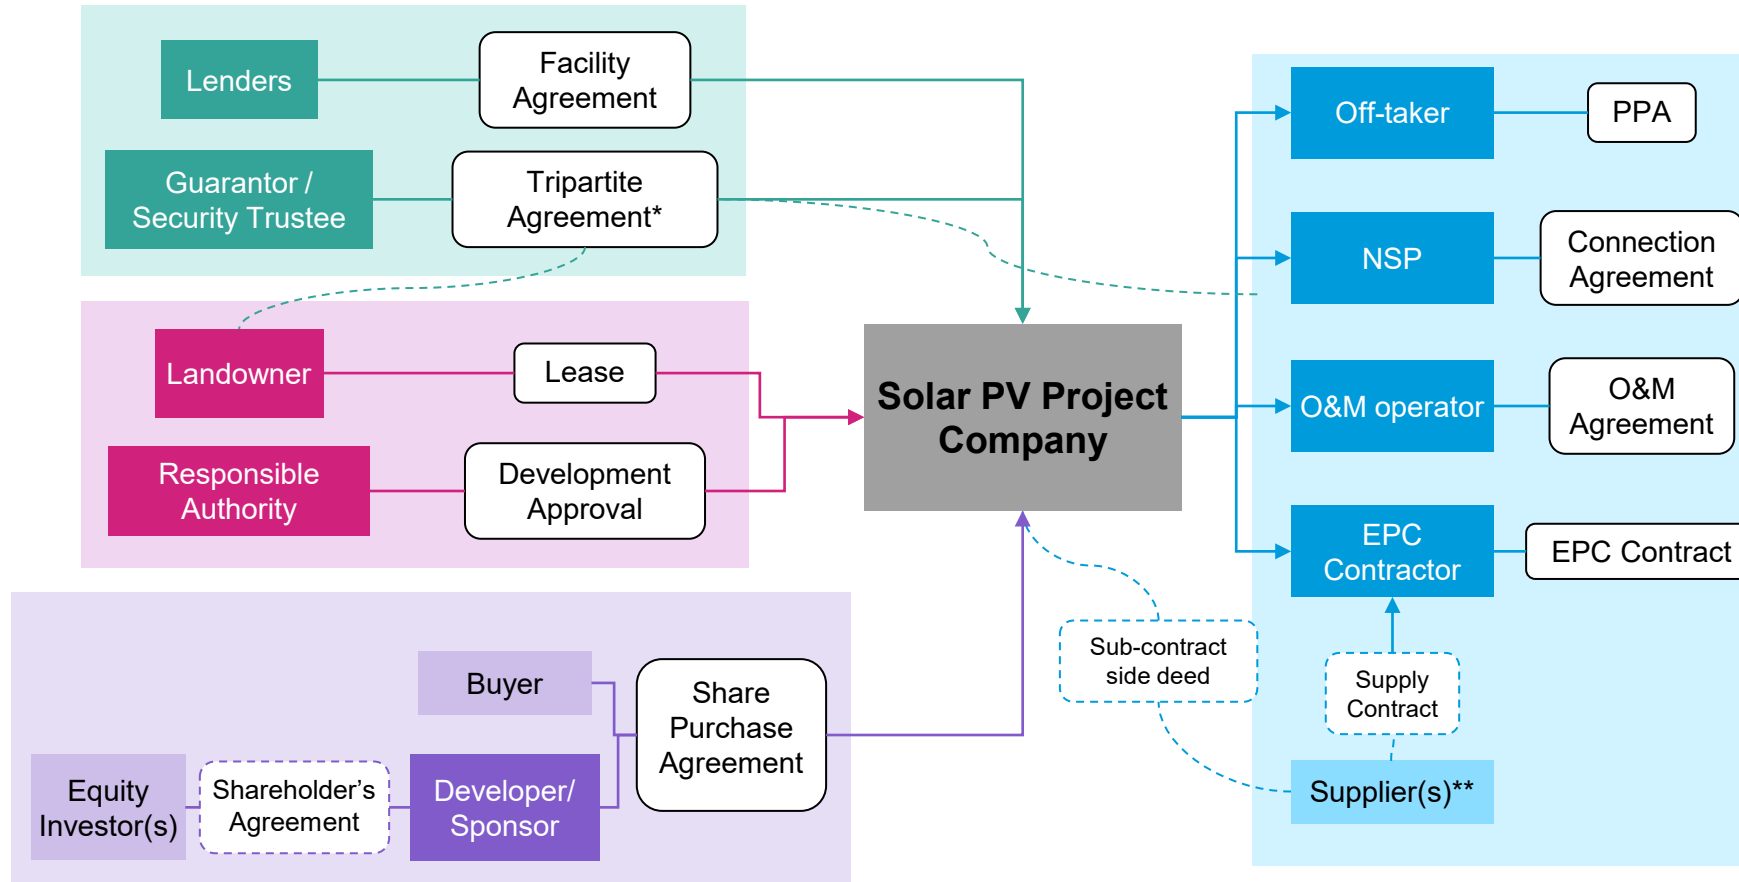 Lenders
Facility
Agreement
Guarantor /
Security Trustee
Tripartite
Agreement*
Landowner
Lease
Responsible
Authority
Development
Approval
Buyer
Share
Purchase
Agreement
Equity
Investor(s)
Shareholder’s
Agreement
Developer/
Sponsor
Solar PV Project
Company
Off-taker
PPA
NSP
Connection
Agreement
O&M operator
O&M
Agreement
EPC
Contractor
EPC Contract
Sub-contract
side deed
Supply
Contract
Supplier(s)**